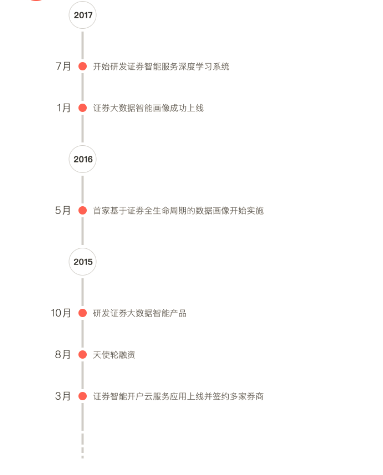 2017
7月 开始研发证券智能服务深度学习系统
1月 证券大数据智能画像成功上线
2016
5月 首家基于证券全生命周期的数据画像开始实施
2015
10月 研发证券大数据智能产品
8月 天使轮融资
3月 证券智能开户云服务应用上线并签约多家券商